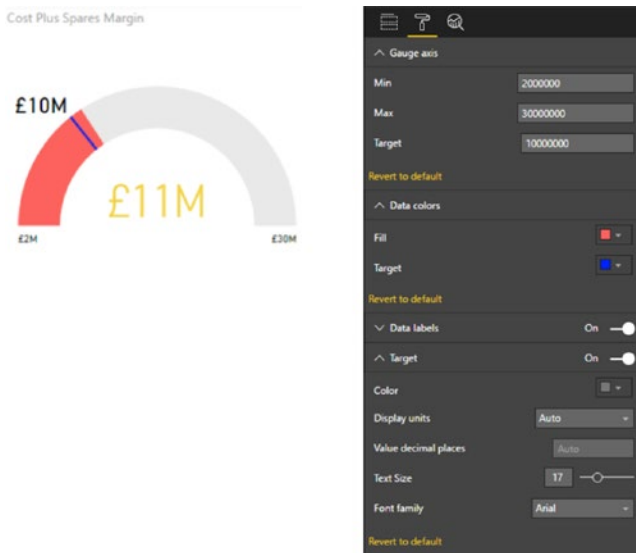 Cost Plus Spares Margin
£10M
£11M
£2M
£30M
Gauge axis
Min 2000000
Max 30000000
Target 10000000
Revert to default
Data colors
Fill
Target
Revert to default
Data labels On
Target On
Color
Display units Auto
Value decimal places Auto
Text Size 17
Font family Arial
Revert to default